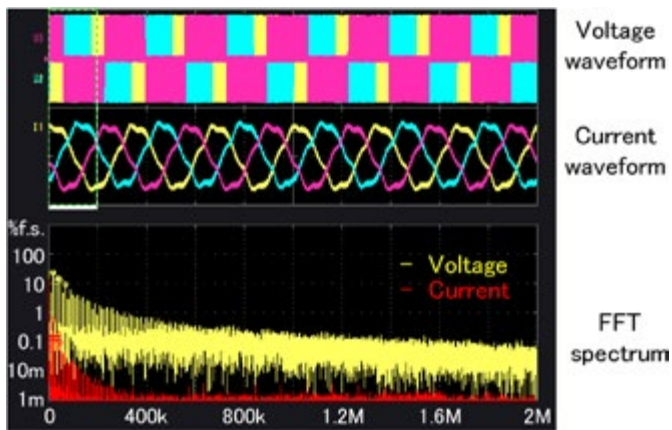 Voltage
waveform
I1
Current
waveform
%f.s.
100
10
1
0.1
10m
1m
Voltage
Current
FFT
spectrum
0
400k
800k
1.2M
1.6M
2M